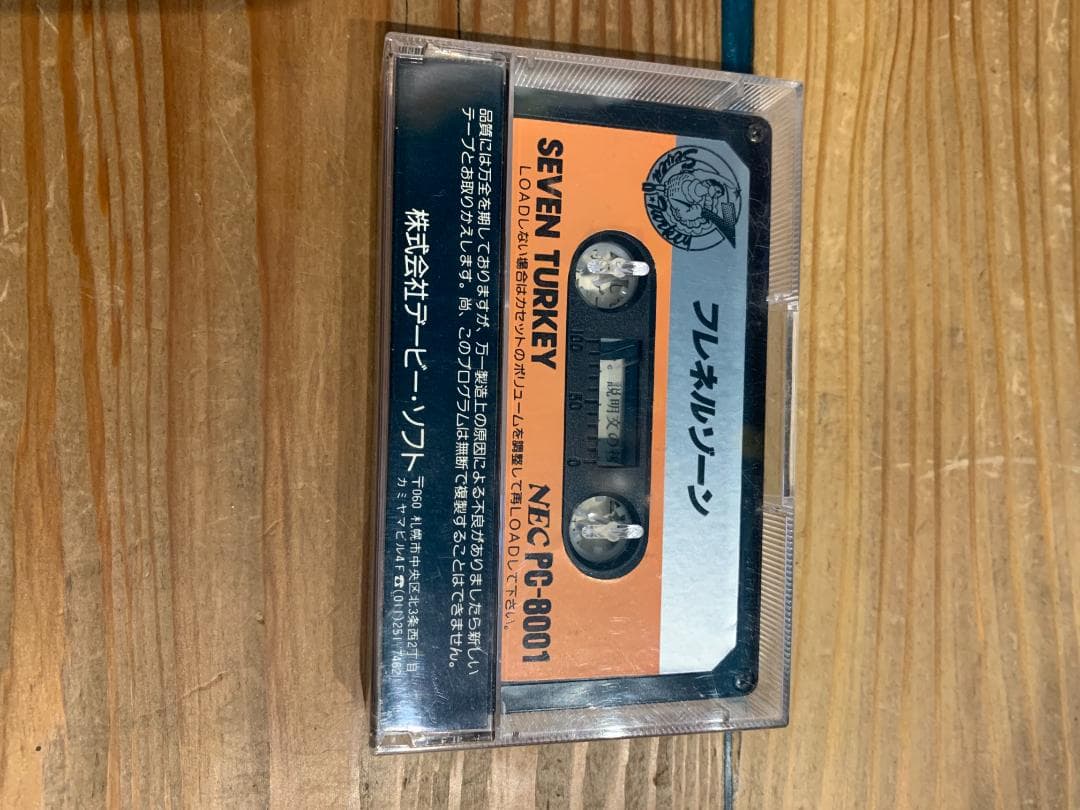 Seven Turkey
フレネルゾーン
100 50 0
。説明文の
SEVEN TURKEY
NEC PC-8001
LOADしない場合はカセットのボリュームを調整して再LOADして下さい。
品質には万全を期しておりますが、万一製造上の原因による不良がありましたら新しい
テープとお取りかえします。尚、このプログラムは無断で複製することはできません。
株式会社デービー・ソフト
〒060 札幌市中央区北3条西2丁目
カミヤマビル4F☎(011)251-7462